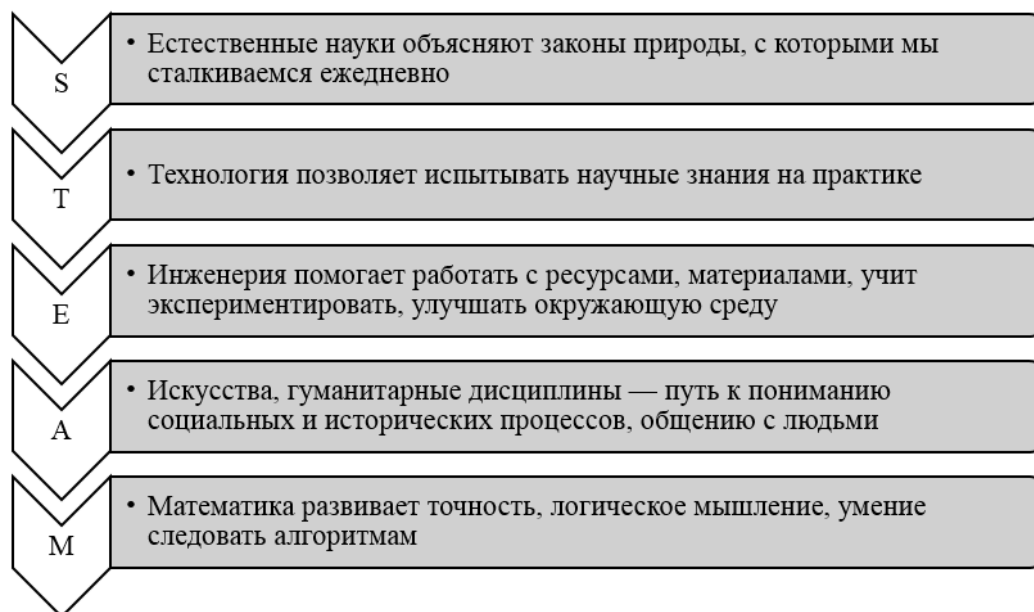 S
• Естественные науки объясняют законы природы, с которыми мы
сталкиваемся ежедневно
T
• Технология позволяет испытывать научные знания на практике
E
• Инженерия помогает работать с ресурсами, материалами, учит
экспериментировать, улучшать окружающую среду
A
• Искусства, гуманитарные дисциплины — путь к пониманию
социальных и исторических процессов, общению с людьми
M
• Математика развивает точность, логическое мышление, умение
следовать алгоритмам